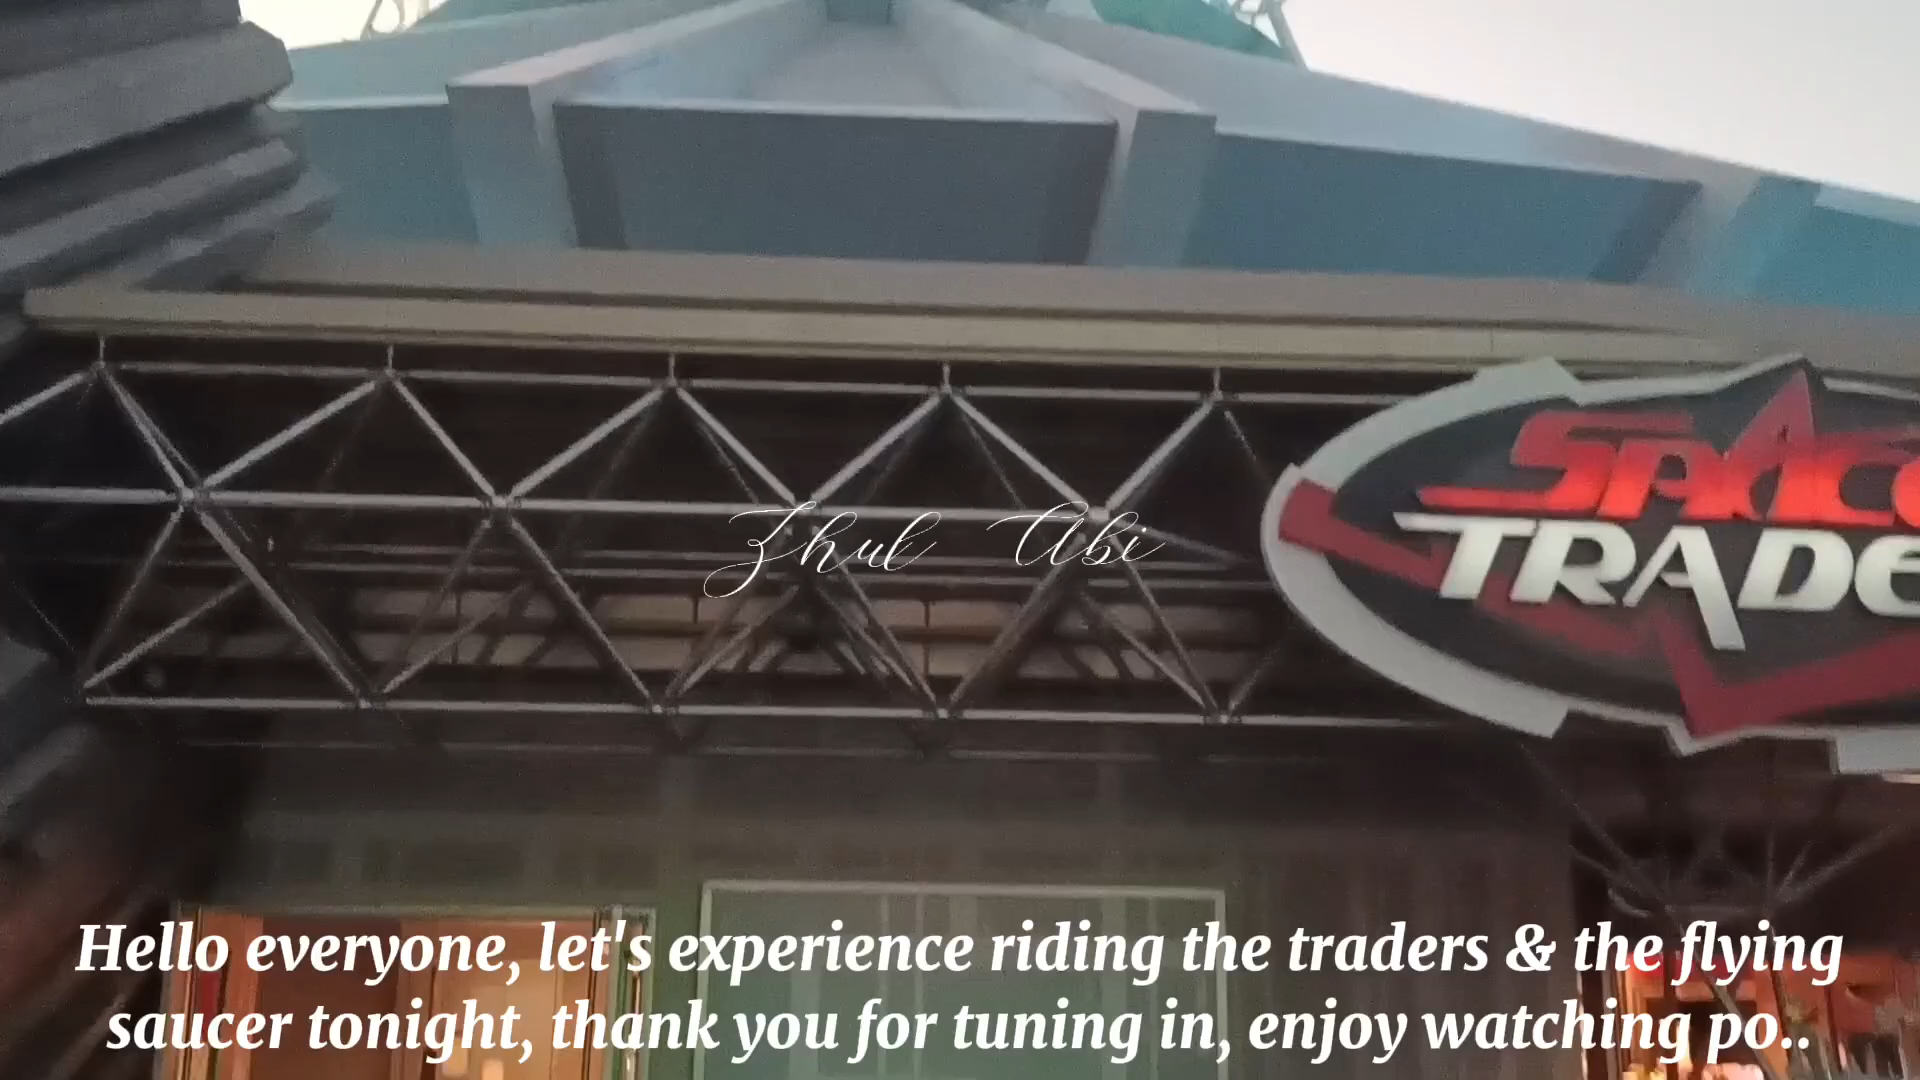 SPACE
TRADE
Zhul Abi
Hello everyone, let's experience riding the traders & the flying
saucer tonight, thank you for tuning in, enjoy watching po..